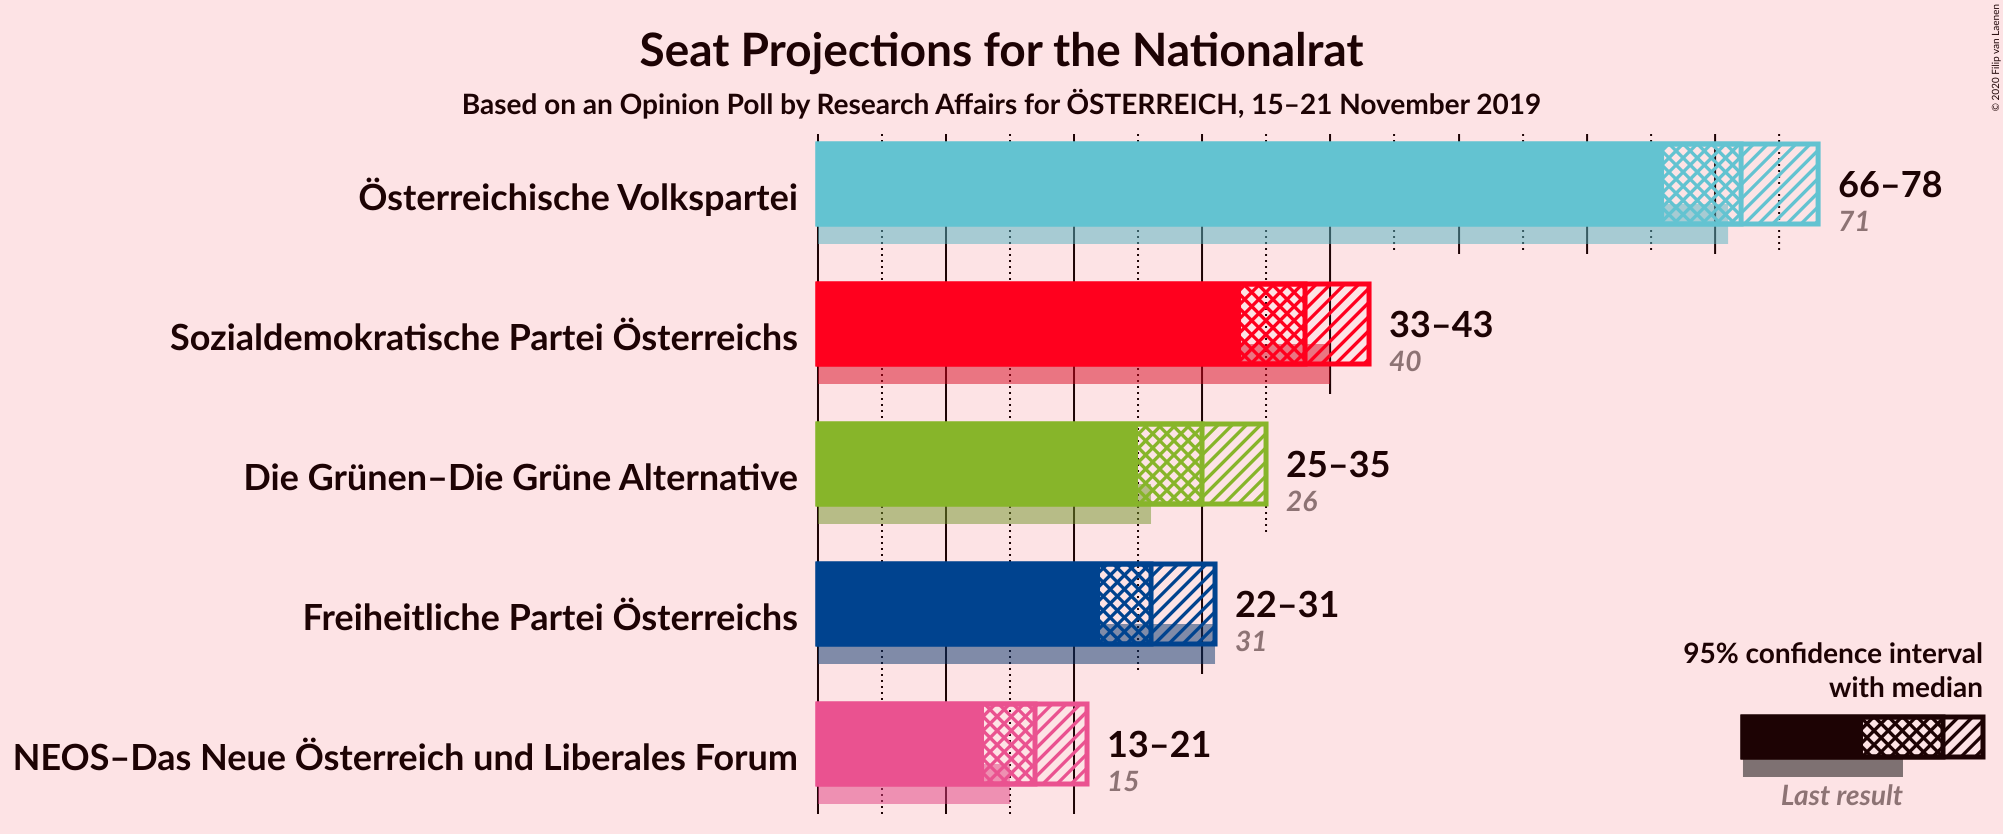 Seat Projections for the Nationalrat
Based on an Opinion Poll by Research Affairs for ÖSTERREICH, 15–21 November 2019
© 2020 Filip van Laenen
Österreichische Volkspartei
66–78
71
Sozialdemokratische Partei Österreichs
33–43
40
Die Grünen–Die Grüne Alternative
25–35
26
Freiheitliche Partei Österreichs
22–31
31
NEOS–Das Neue Österreich und Liberales Forum
13–21
15
95% confidence interval
with median
Last result